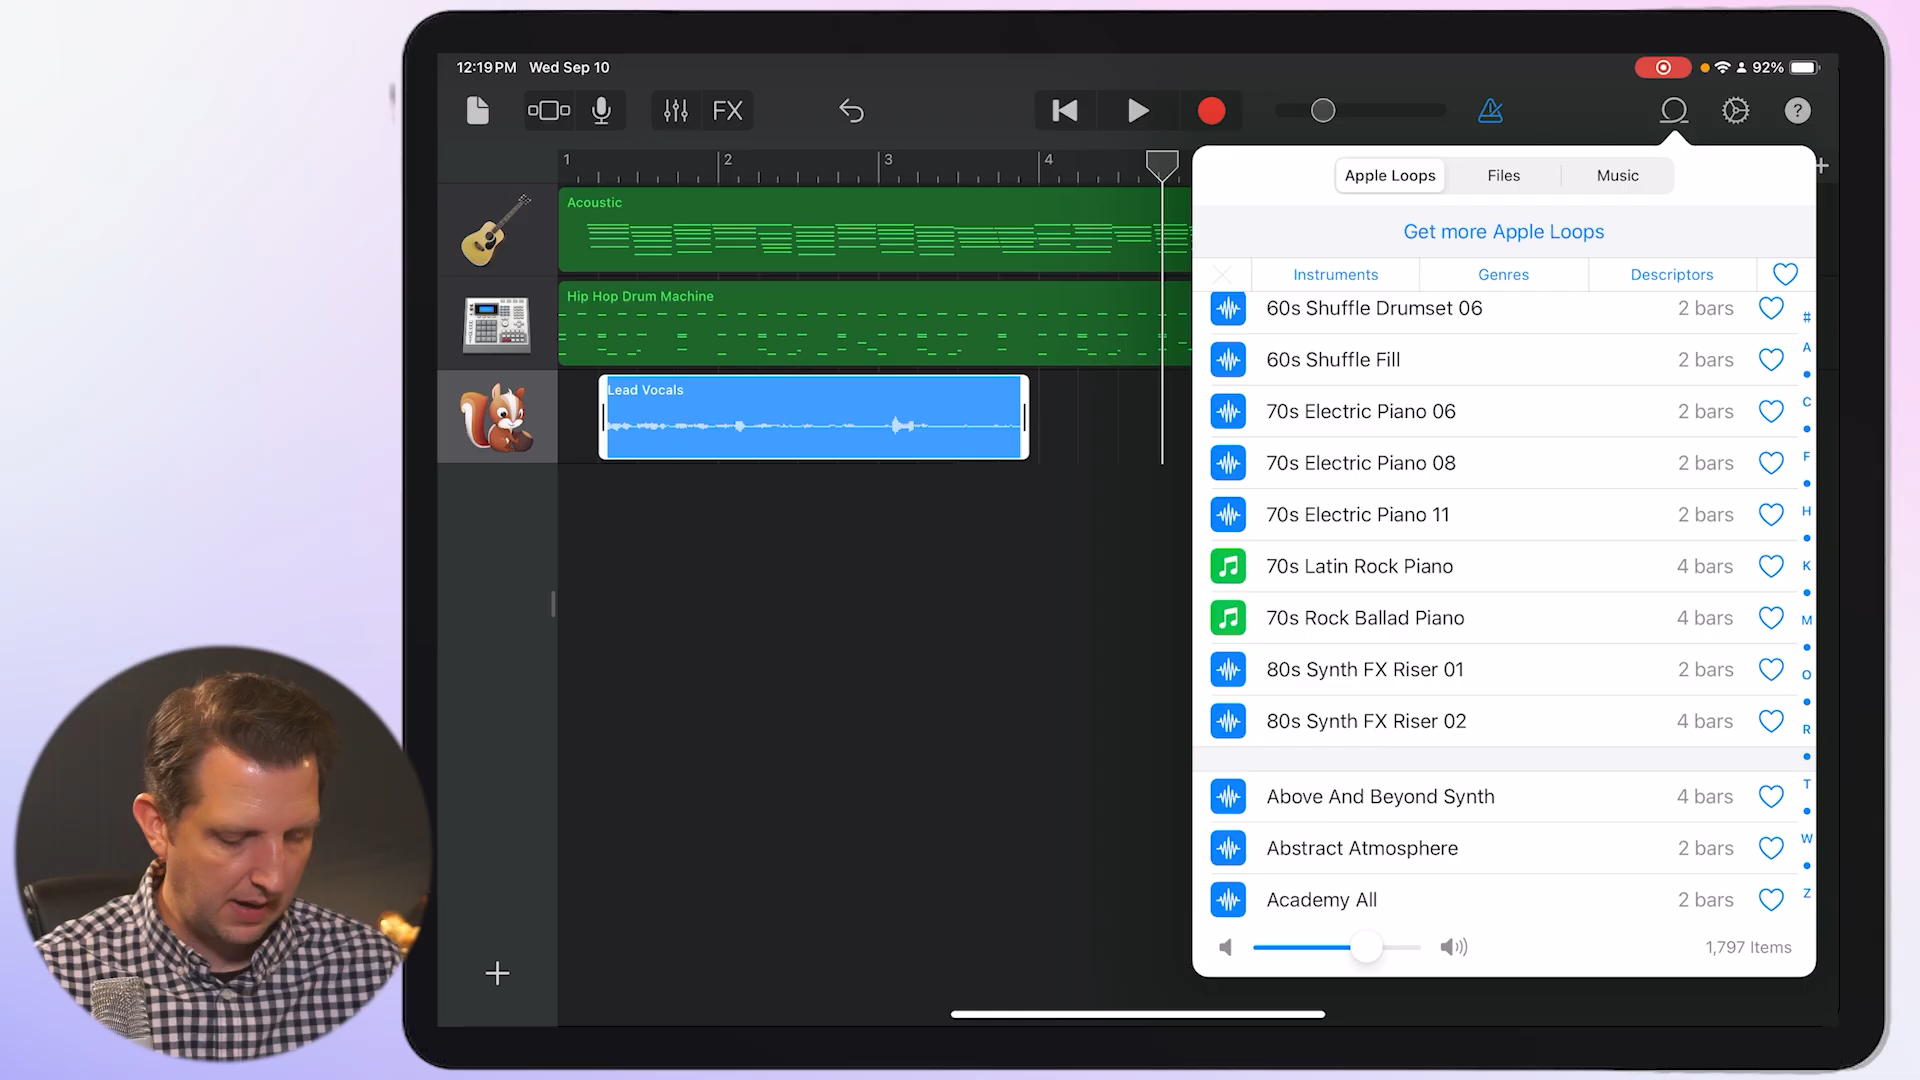 12:19 PM Wed Sep 10
92%
FX
?
1 2 3 4
Acoustic
Hip Hop Drum Machine
Lead Vocals
Apple Loops Files Music
Get more Apple Loops
Instruments Genres Descriptors
60s Shuffle Drumset 06 2 bars
60s Shuffle Fill 2 bars
70s Electric Piano 06 2 bars
70s Electric Piano 08 2 bars
70s Electric Piano 11 2 bars
70s Latin Rock Piano 4 bars
70s Rock Ballad Piano 4 bars
80s Synth FX Riser 01 2 bars
80s Synth FX Riser 02 4 bars
Above And Beyond Synth 4 bars
Abstract Atmosphere 2 bars
Academy All 2 bars
1,797 Items
#
A
C
F
H
K
M
O
R
T
W
Z